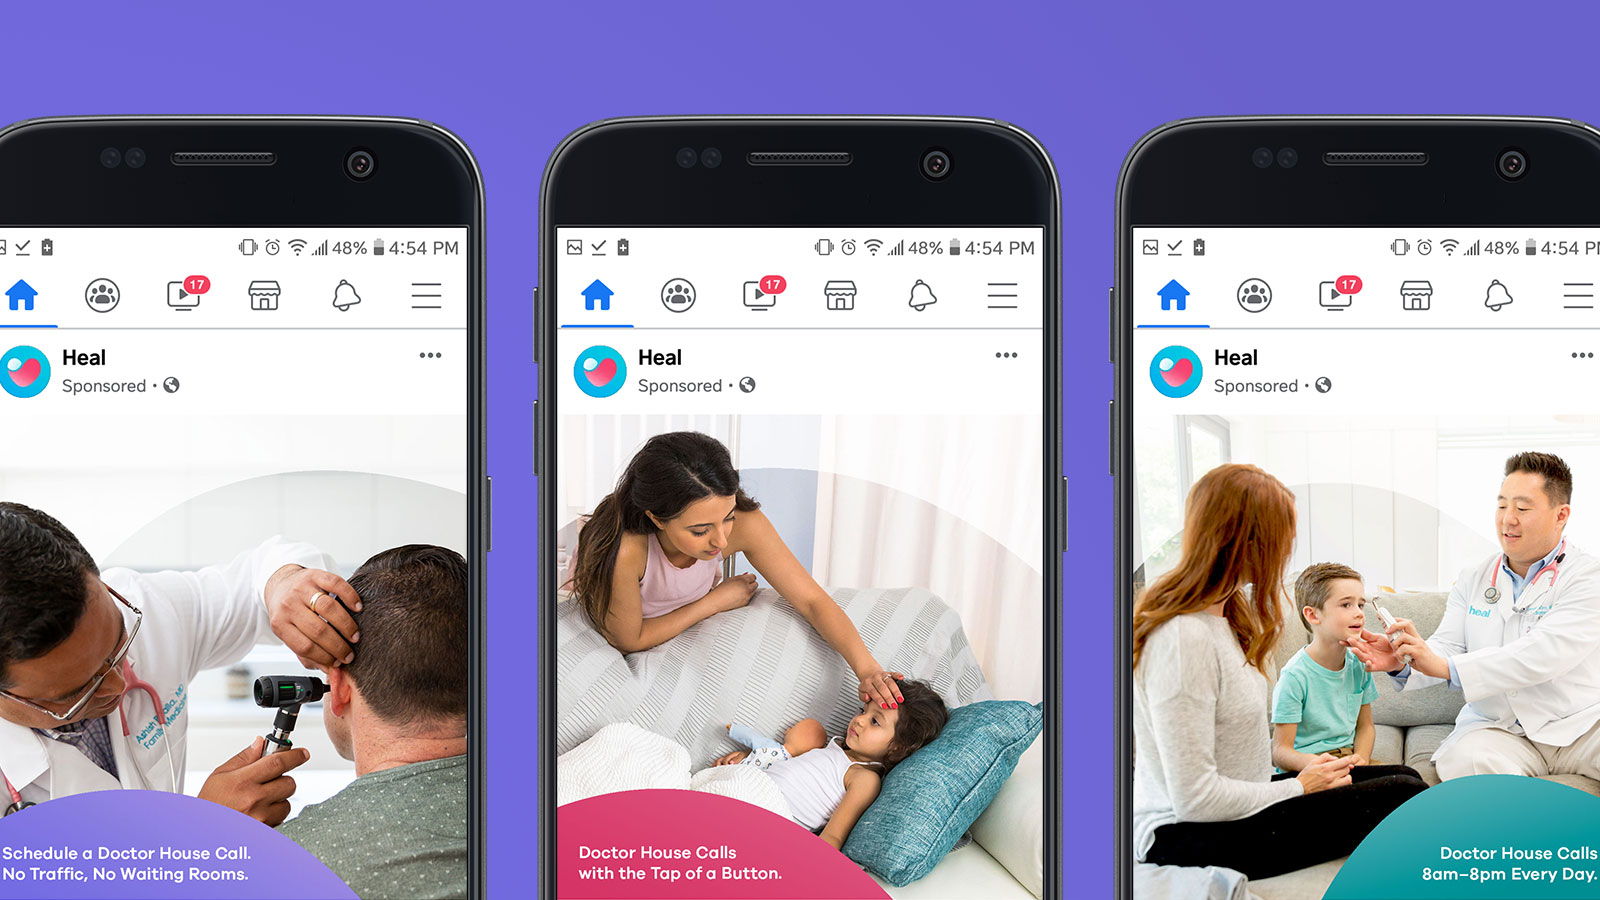 48% 4:54 PM
17
Heal
Sponsored
Schedule a Doctor House Call.
No Traffic, No Waiting Rooms.
48% 4:54 PM
17
Heal
Sponsored
Doctor House Calls
with the Tap of a Button.
48% 4:54 PM
17
Heal
Sponsored
heal
Doctor House Calls
8am–8pm Every Day.